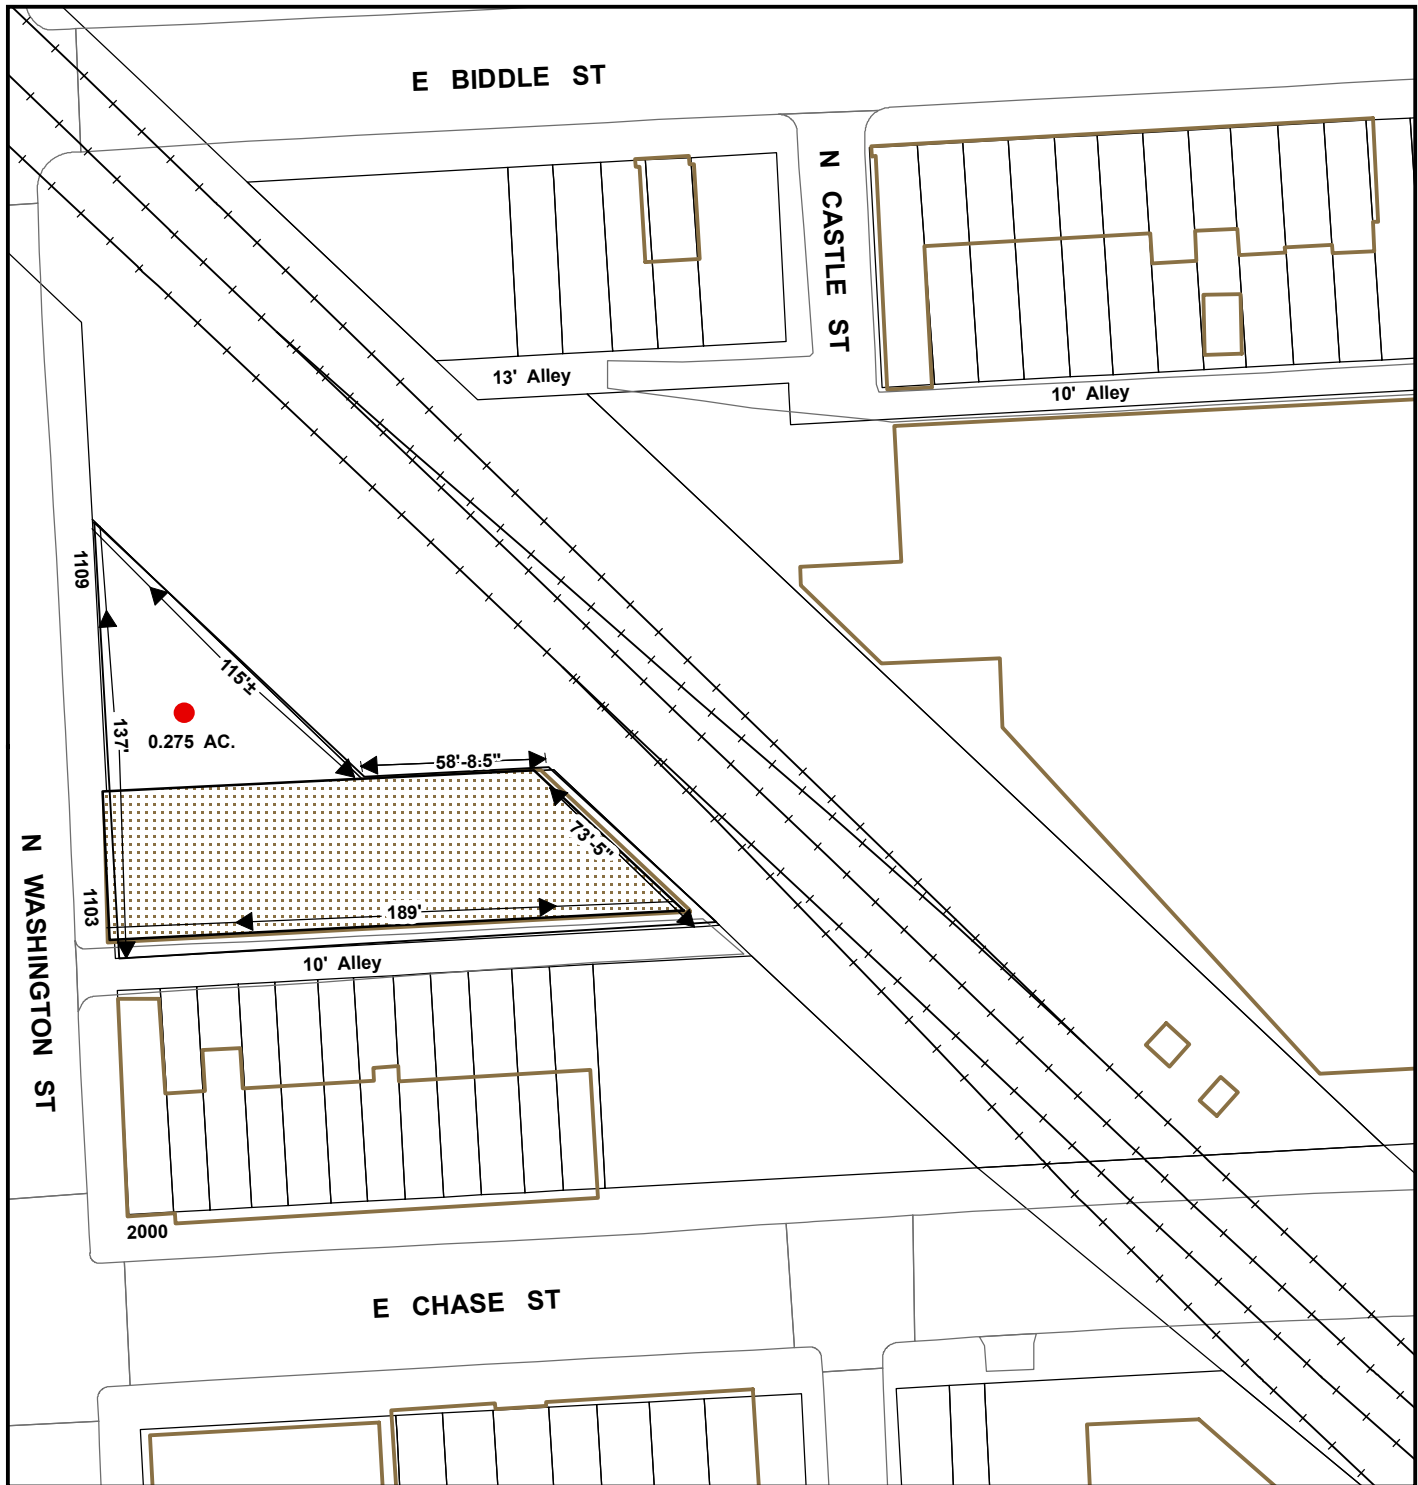 E BIDDLE ST
N CASTLE ST
13' Alley
10' Alley
1109
115'±
137'
0.275 AC.
58'-8.5"
73'-5"
N WASHINGTON ST
1103
189'
10' Alley
2000
E CHASE ST